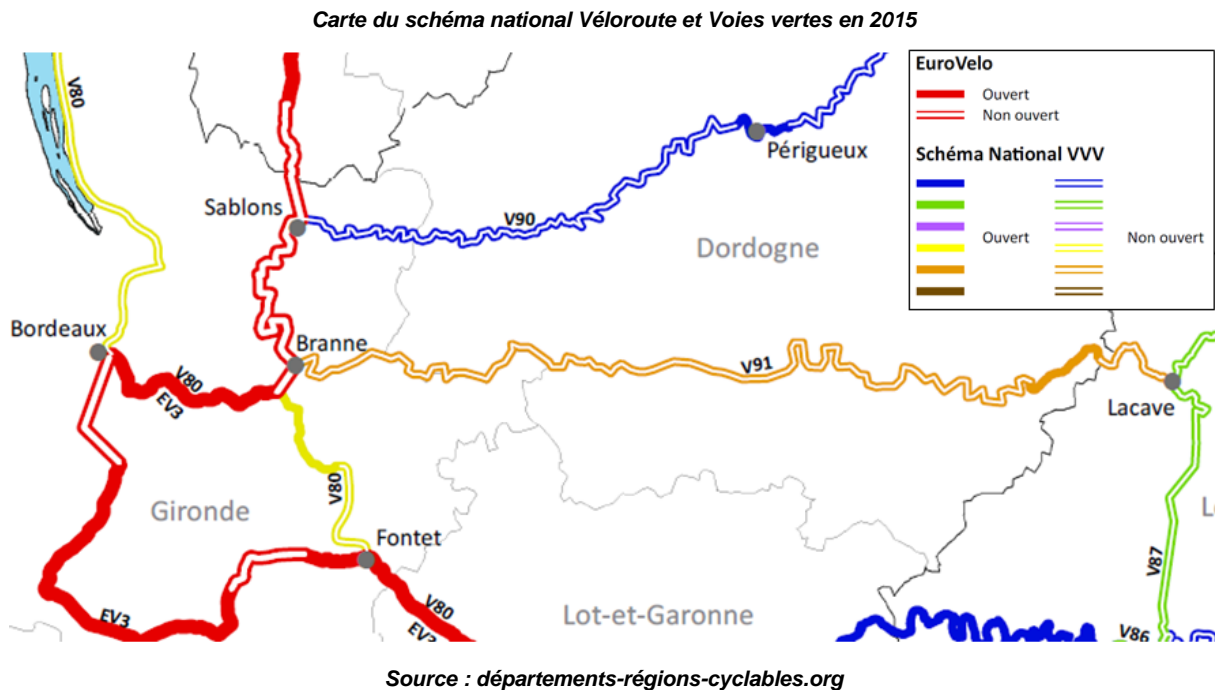 Carte du schéma national Véloroute et Voies vertes en 2015
EuroVelo
Ouvert
Non ouvert
Schéma National VVV
Ouvert
Non ouvert
V80
Périgueux
Sablons
V90
Dordogne
Bordeaux
Branne
V80
EV3
V91
Lacave
Gironde
V80
Fontet
V87
EV3
V80
EV3
Lot-et-Garonne
V86
Source : départements-régions-cyclables.org